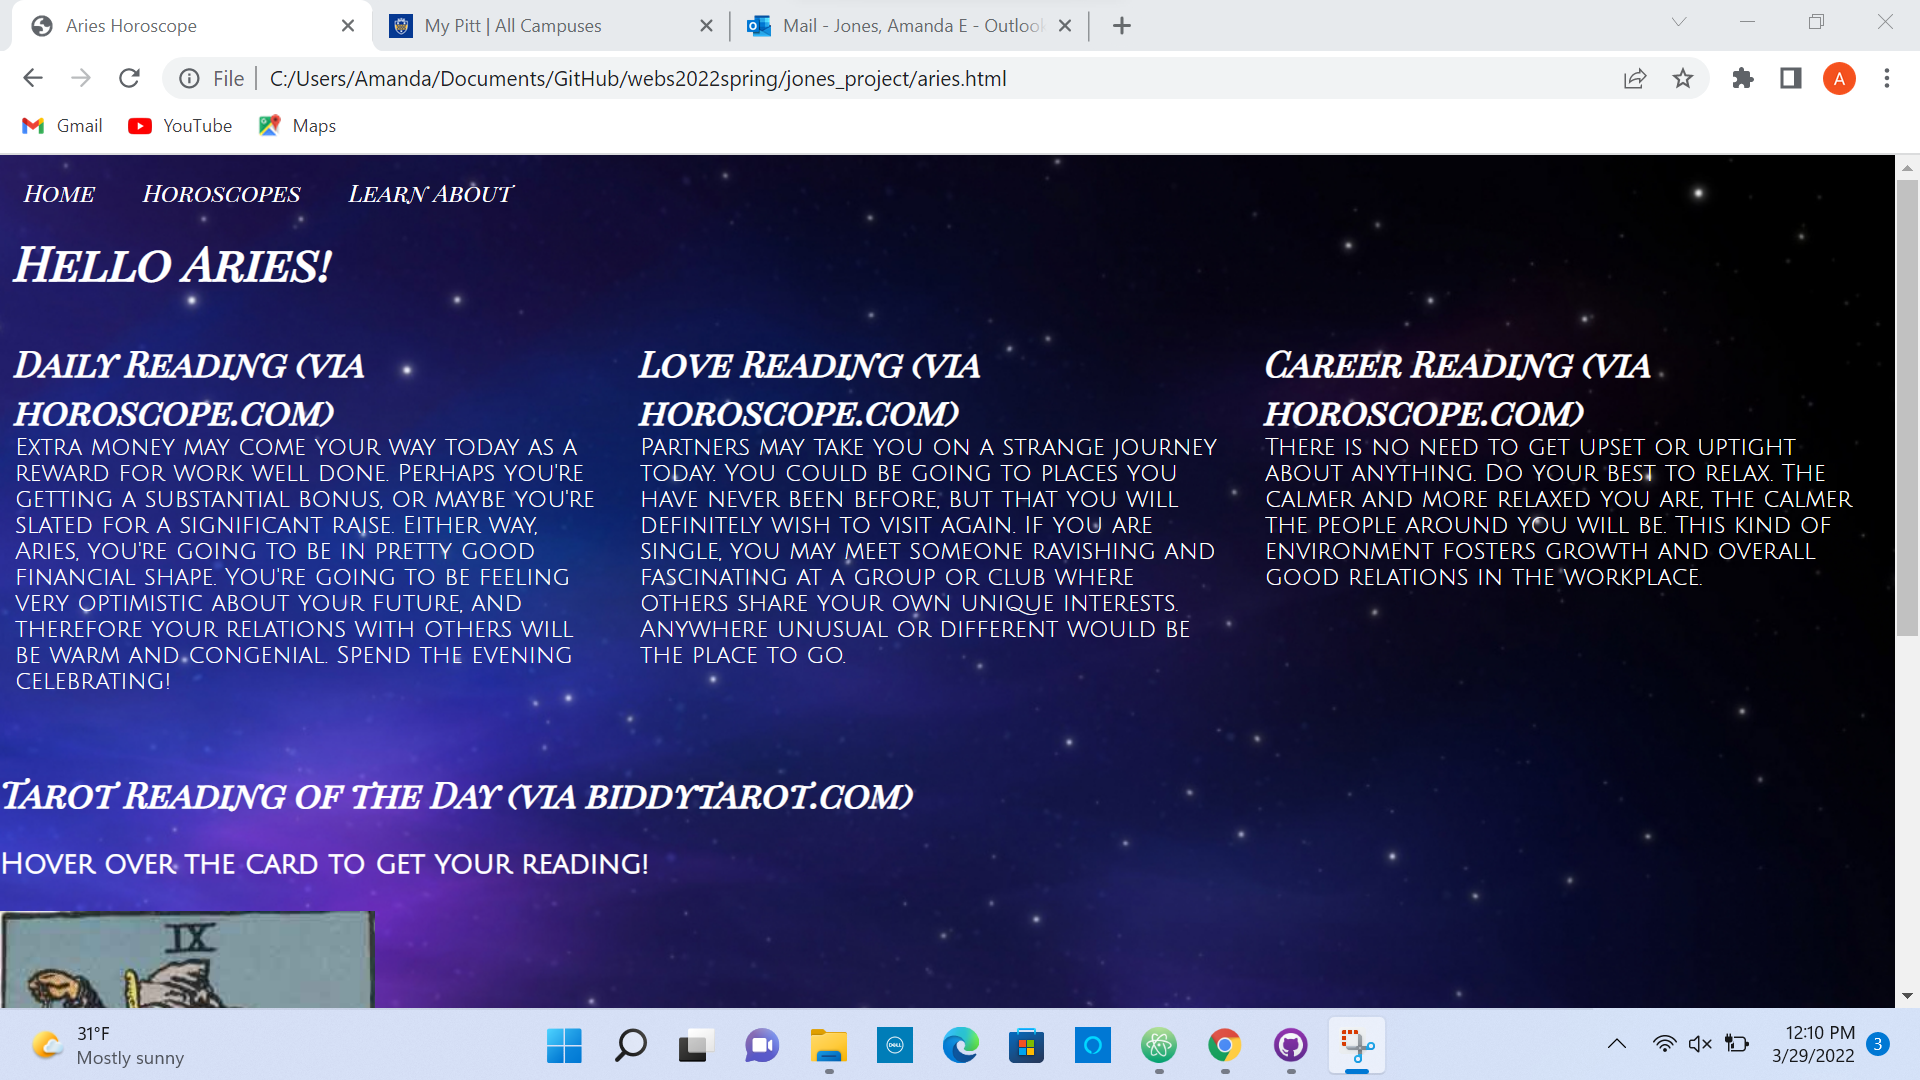 Aries Horoscope
My Pitt | All Campuses
Mail - Jones, Amanda E - Outlook
File | C:/Users/Amanda/Documents/GitHub/webs2022spring/jones_project/aries.html
A
Gmail
YouTube
Maps
Home
Horoscopes
Learn About
Hello Aries!
Daily Reading (via
horoscope.com)
Extra money may come your way today as a
reward for work well done. Perhaps you're
getting a substantial bonus, or maybe you're
slated for a significant raise. Either way,
Aries, you're going to be in pretty good
financial shape. You're going to be feeling
very optimistic about your future, and
therefore your relations with others will
be warm and congenial. Spend the evening
celebrating!
Love Reading (via
horoscope.com)
Partners may take you on a strange journey
today. You could be going to places you
have never been before, but that you will
definitely wish to visit again. If you are
single, you may meet someone ravishing and
fascinating at a group or club where
others share your own unique interests.
Anywhere unusual or different would be
the place to go.
Career Reading (via
horoscope.com)
There is no need to get upset or uptight
about anything. Do your best to relax. The
calmer and more relaxed you are, the calmer
the people around you will be. This kind of
environment fosters growth and overall
good relations in the workplace.
Tarot Reading of the Day (via biddytarot.com)
Hover over the card to get your reading!
IX
31°F
Mostly sunny
DELL
12:10 PM
3/29/2022
3